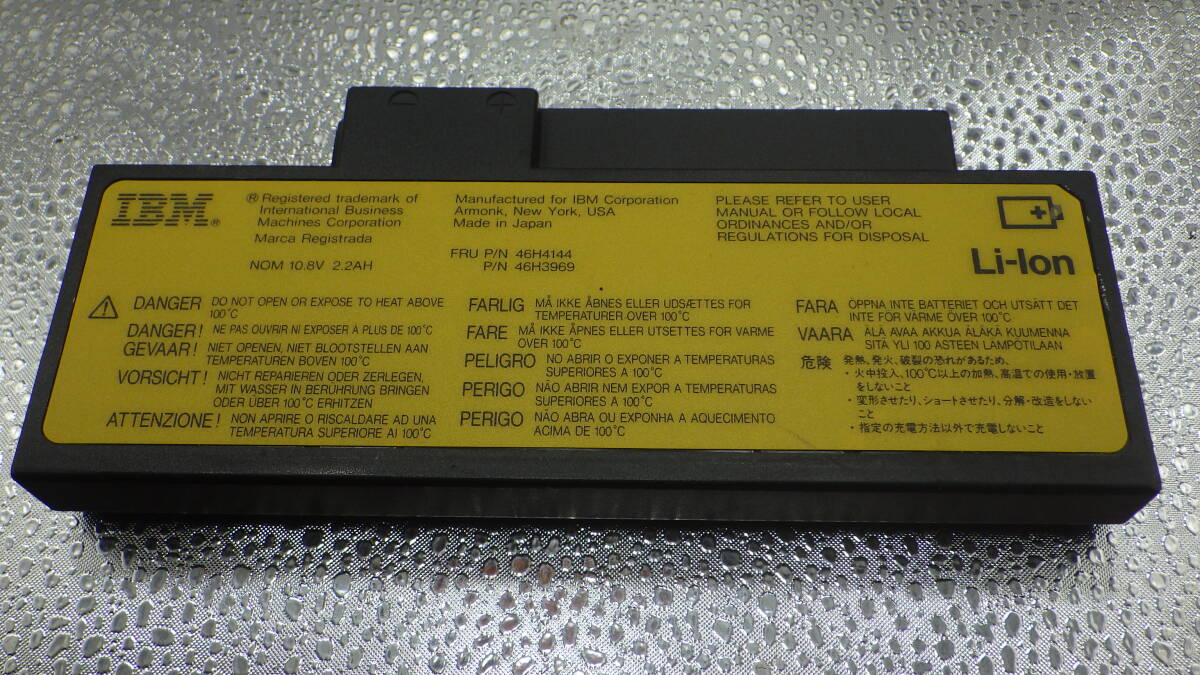 IBM®
® Registered trademark of
International Business
Machines Corporation
Marca Registrada
NOM 10.8V 2.2AH
Manufactured for IBM Corporation
Armonk, New York, USA
Made in Japan
FRU P/N 46H4144
P/N 46H3969
PLEASE REFER TO USER
MANUAL OR FOLLOW LOCAL
ORDINANCES AND/OR
REGULATIONS FOR DISPOSAL
Li-Ion
DANGER DO NOT OPEN OR EXPOSE TO HEAT ABOVE
100°C
DANGER! NE PAS OUVRIR NI EXPOSER À PLUS DE 100°C
GEVAAR! NIET OPENEN, NIET BLOOTSTELLEN AAN
TEMPERATUREN BOVEN 100°C
VORSICHT! NICHT REPARIEREN ODER ZERLEGEN,
MIT WASSER IN BERÜHRUNG BRINGEN
ODER ÜBER 100°C ERHITZEN
ATTENZIONE! NON APRIRE O RISCALDARE AD UNA
TEMPERATURA SUPERIORE AI 100°C
FARLIG MÅ IKKE ÅBNES ELLER UDSÆTTES FOR
TEMPERATURER OVER 100°C
FARE MÅ IKKE ÅPNES ELLER UTSETTES FOR VARME
OVER 100°C
PELIGRO NO ABRIR O EXPONER A TEMPERATURAS
SUPERIORES A 100°C
PERIGO NÃO ABRIR NEM EXPOR A TEMPERATURAS
SUPERIORES A 100°C
PERIGO NÃO ABRA OU EXPONHA A AQUECIMENTO
ACIMA DE 100°C
FARA ÖPPNA INTE BATTERIET OCH UTSÄTT DET
INTE FÖR VÄRME ÖVER 100°C
VAARA ÄLÄ AVAA AKKUA ÄLÄKÄ KUUMENNA
SITÄ YLI 100 ASTEEN LÄMPÖTILAAN
危険 発熱、発火、破裂の恐れがあるため、
・火中投入、100°C以上の加熱、高温での使用・放置
をしないこと
・変形させたり、ショートさせたり、分解・改造をしない
こと
・指定の充電方法以外で充電しないこと